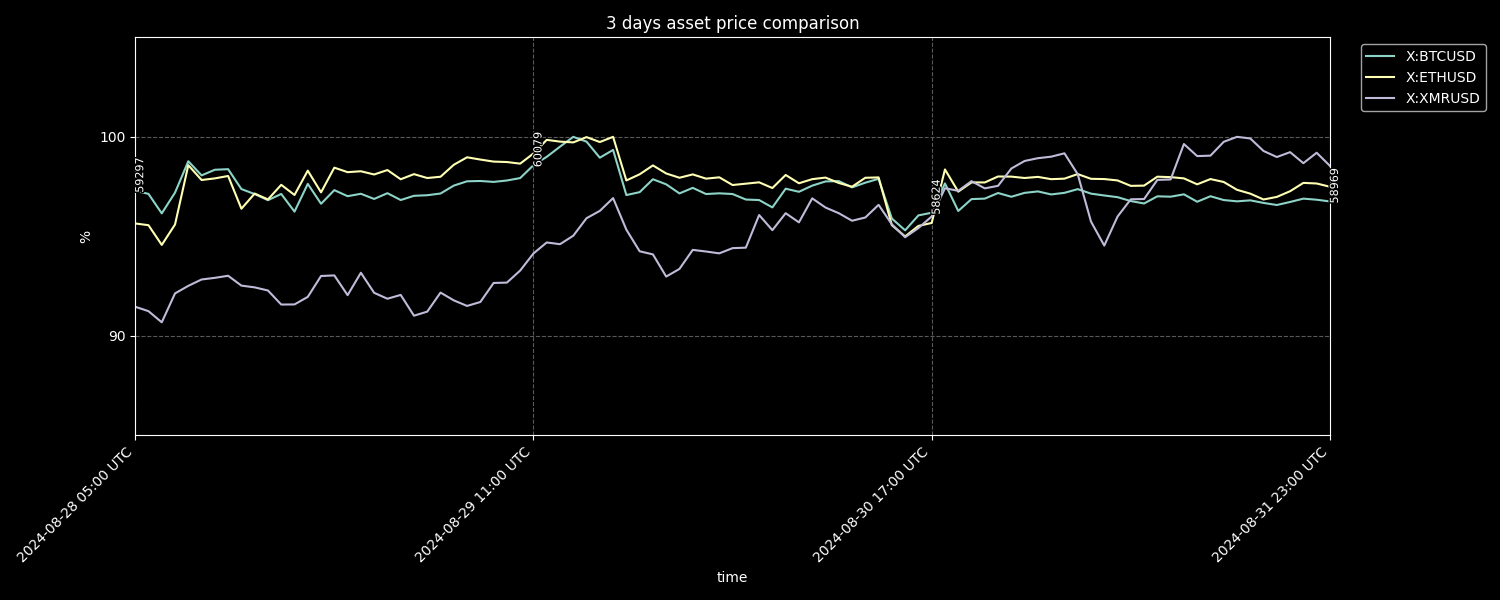 3 days asset price comparison
X:BTCUSD
X:ETHUSD
X:XMRUSD
100
90
%
59297
60079
58624
58969
2024-08-28 05:00 UTC
2024-08-29 11:00 UTC
2024-08-30 17:00 UTC
2024-08-31 23:00 UTC
time